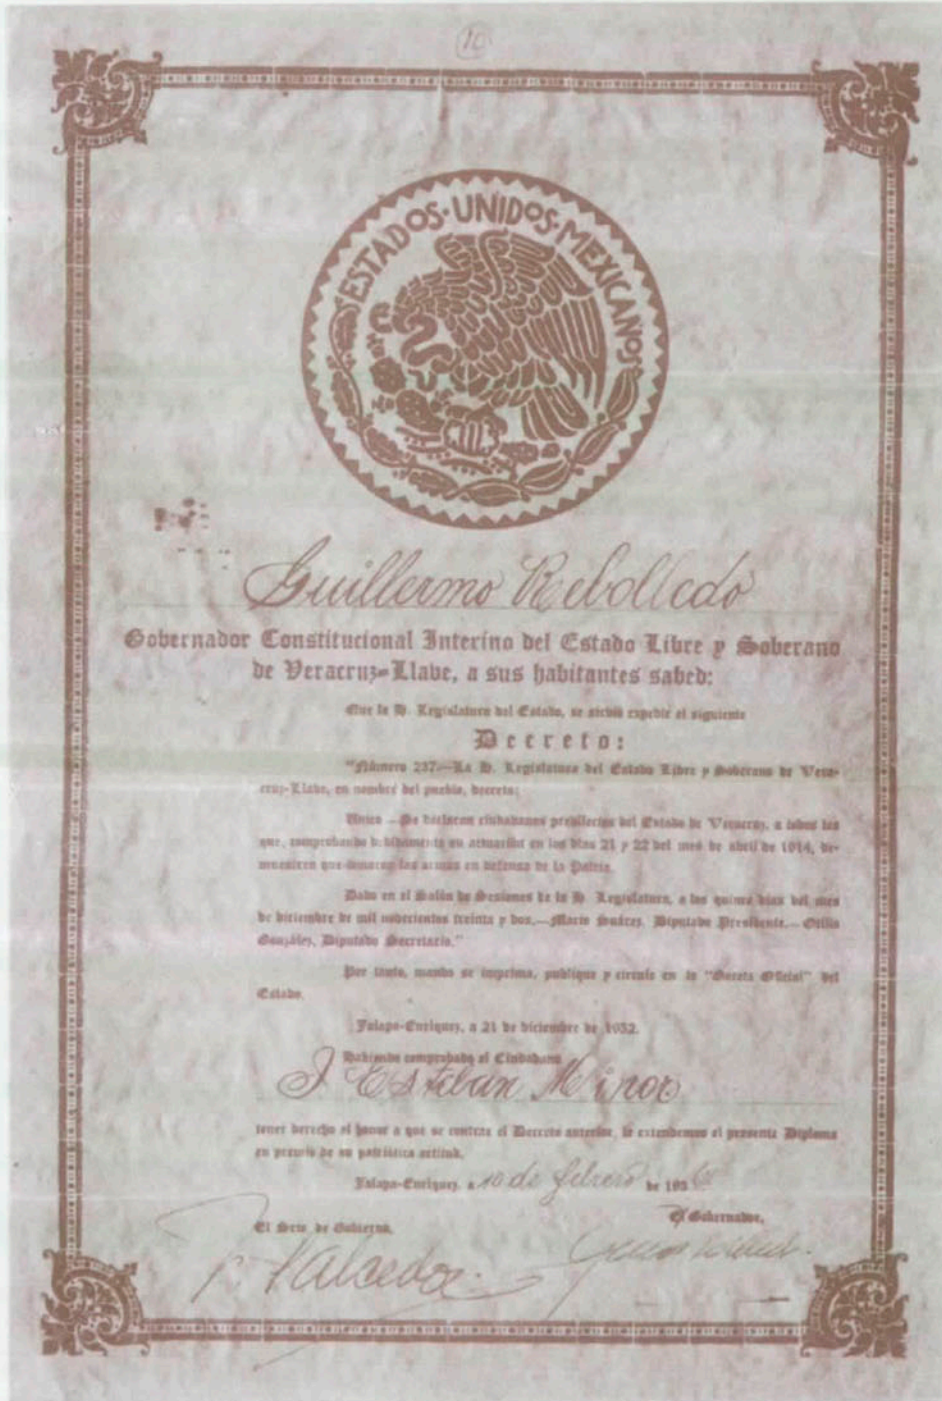 10
ESTADOS·UNIDOS·MEXICANOS
Guillermo Rebolledo
Gobernador Constitucional Interino del Estado Libre y Soberano
de Veracruz-Llave, a sus habitantes sabed:
Que la H. Legislatura del Estado, se sirvió expedir el siguiente
Decreto:
"Número 237.—La H. Legislatura del Estado Libre y Soberano de Vera-
cruz-Llave, en nombre del pueblo, decreta:
Unico.—Se declaran ciudadanos predilectos del Estado de Veracruz, a todos los
que, comprobando debidamente su actuación en los días 21 y 22 del mes de abril de 1914, de-
muestren que tomaron las armas en defensa de la Patria.
Dado en el Salón de Sesiones de la H. Legislatura, a los quince días del mes
de diciembre de mil novecientos treinta y dos.—Mario Suárez, Diputado Presidente.—Otilio
González, Diputado Secretario."
Por tanto, mando se imprima, publique y circule en la "Gaceta Oficial" del
Estado.
Jalapa-Enríquez, a 21 de diciembre de 1932.
Habiendo comprobado el Ciudadano
J Esteban Minor
tener derecho al honor a que se contrae el Decreto anterior, le extendemos el presente Diploma
en premio de su patriótica actitud.
Jalapa-Enríquez, a 10 de febrero de 193
El Srio. de Gobierno. El Gobernador,